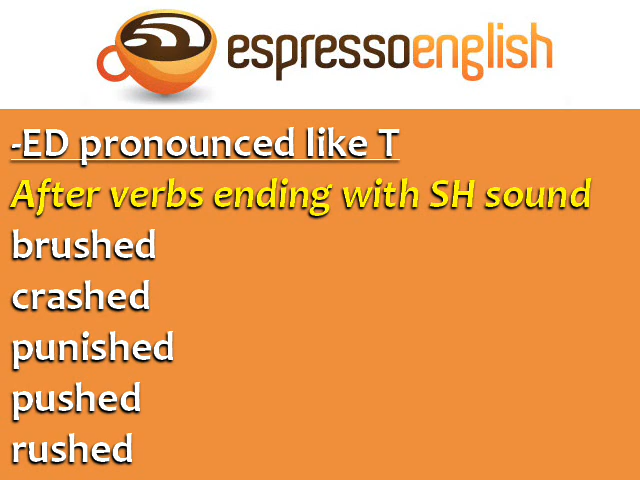 espressoenglish
-ED pronounced like T
After verbs ending with SH sound
brushed
crashed
punished
pushed
rushed